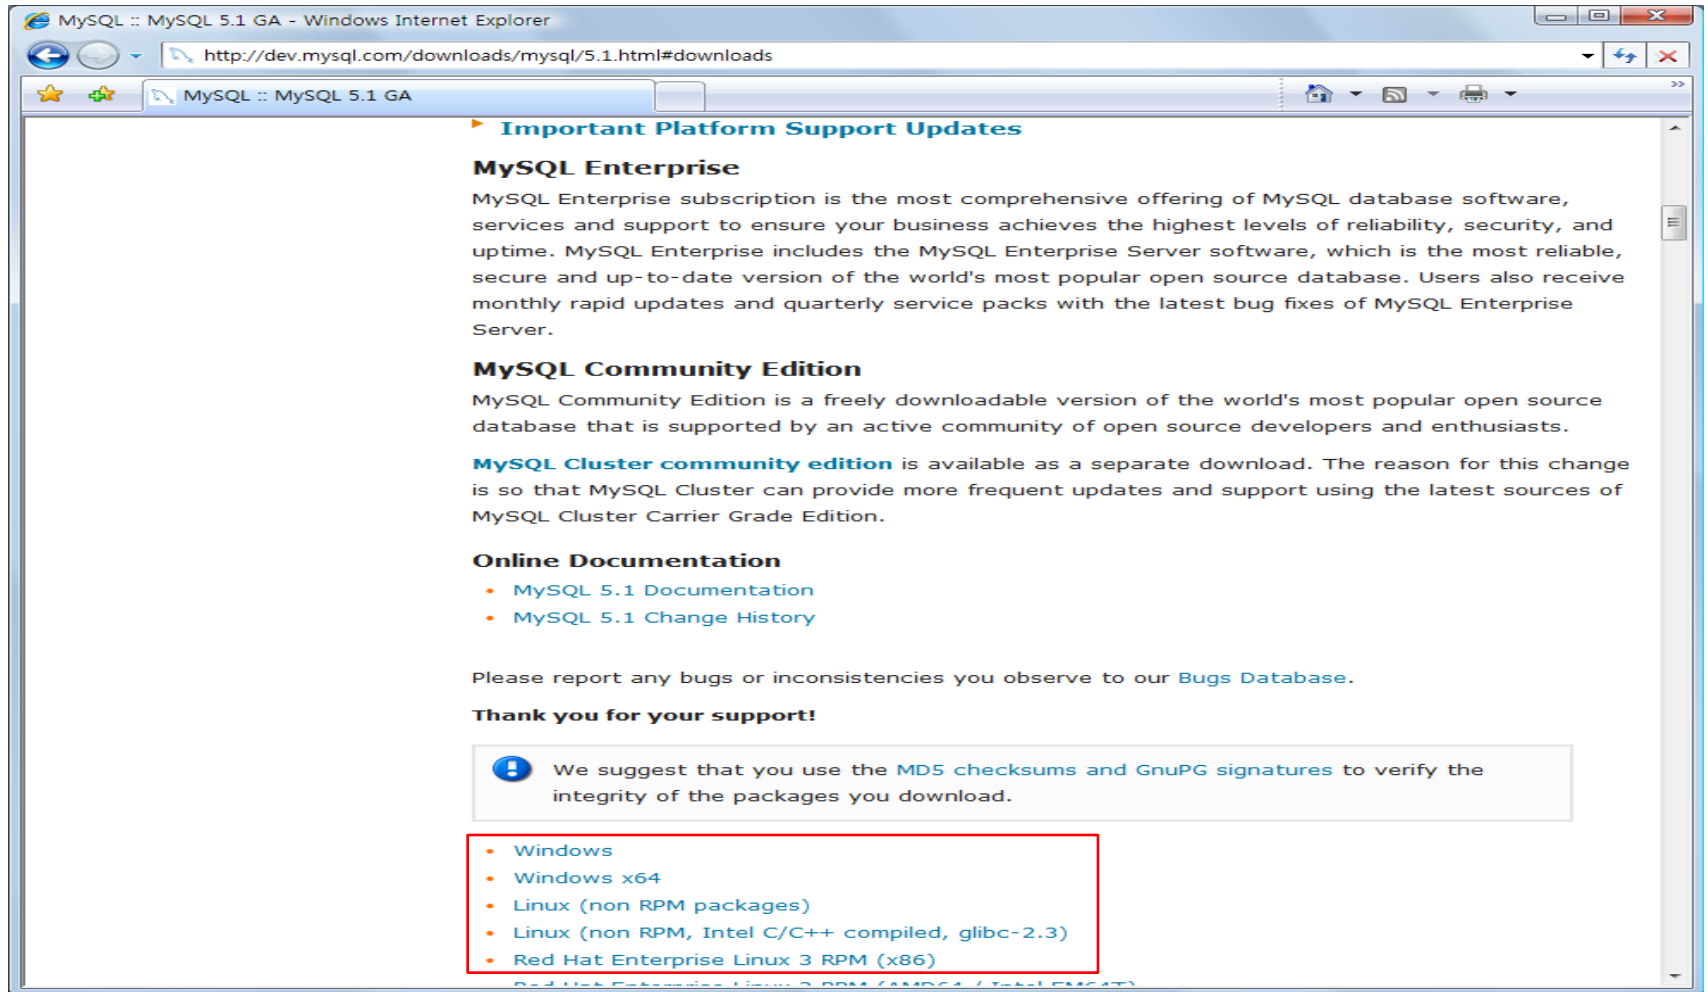 MySQL :: MySQL 5.1 GA - Windows Internet Explorer
http://dev.mysql.com/downloads/mysql/5.1.html#downloads
MySQL :: MySQL 5.1 GA
Important Platform Support Updates
MySQL Enterprise
MySQL Enterprise subscription is the most comprehensive offering of MySQL database software,
services and support to ensure your business achieves the highest levels of reliability, security, and
uptime. MySQL Enterprise includes the MySQL Enterprise Server software, which is the most reliable,
secure and up-to-date version of the world's most popular open source database. Users also receive
monthly rapid updates and quarterly service packs with the latest bug fixes of MySQL Enterprise
Server.
MySQL Community Edition
MySQL Community Edition is a freely downloadable version of the world's most popular open source
database that is supported by an active community of open source developers and enthusiasts.
MySQL Cluster community edition is available as a separate download. The reason for this change
is so that MySQL Cluster can provide more frequent updates and support using the latest sources of
MySQL Cluster Carrier Grade Edition.
Online Documentation
• MySQL 5.1 Documentation
• MySQL 5.1 Change History
Please report any bugs or inconsistencies you observe to our Bugs Database.
Thank you for your support!
We suggest that you use the MD5 checksums and GnuPG signatures to verify the
integrity of the packages you download.
• Windows
• Windows x64
• Linux (non RPM packages)
• Linux (non RPM, Intel C/C++ compiled, glibc-2.3)
• Red Hat Enterprise Linux 3 RPM (x86)
Red Hat Enterprise Linux 3 RPM (AMD64 / Intel EM64T)